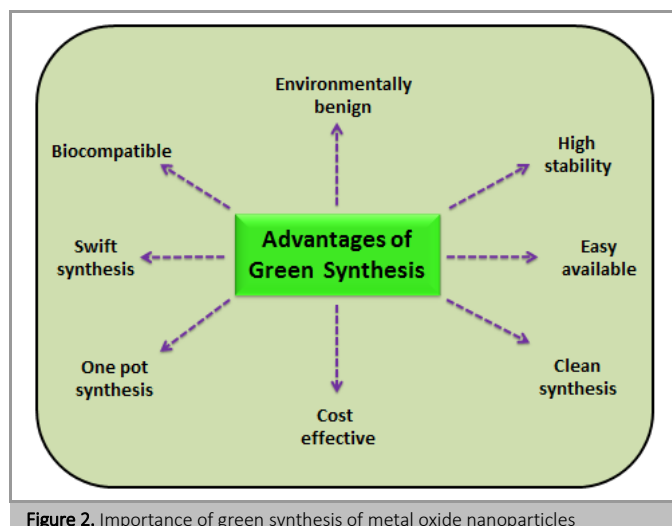 Environmentally
benign
Biocompatible
High
stability
Advantages of
Green Synthesis
Swift
synthesis
Easy
available
One pot
synthesis
Clean
synthesis
Cost
effective
Figure 2. Importance of green synthesis of metal oxide nanoparticles